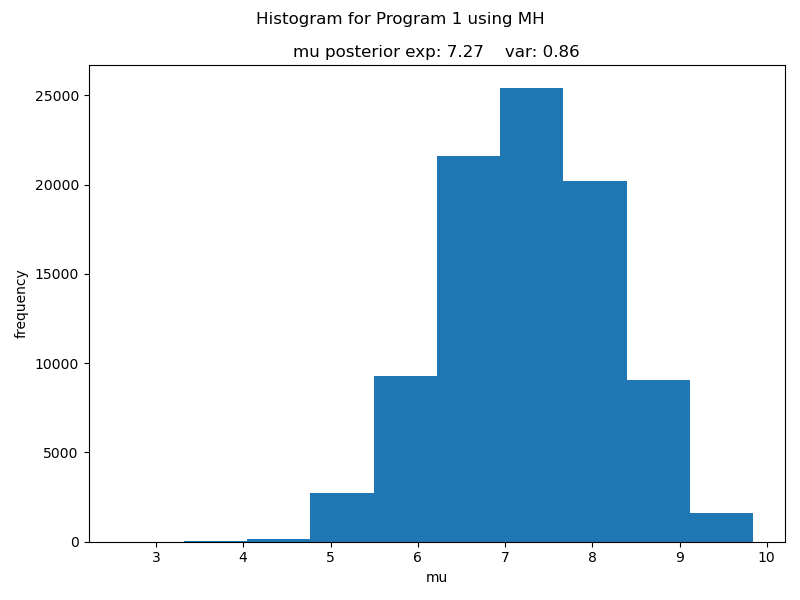 Histogram for Program 1 using MH
mu posterior exp: 7.27    var: 0.86
25000
20000
15000
10000
5000
0
frequency
3 4 5 6 7 8 9 10
mu